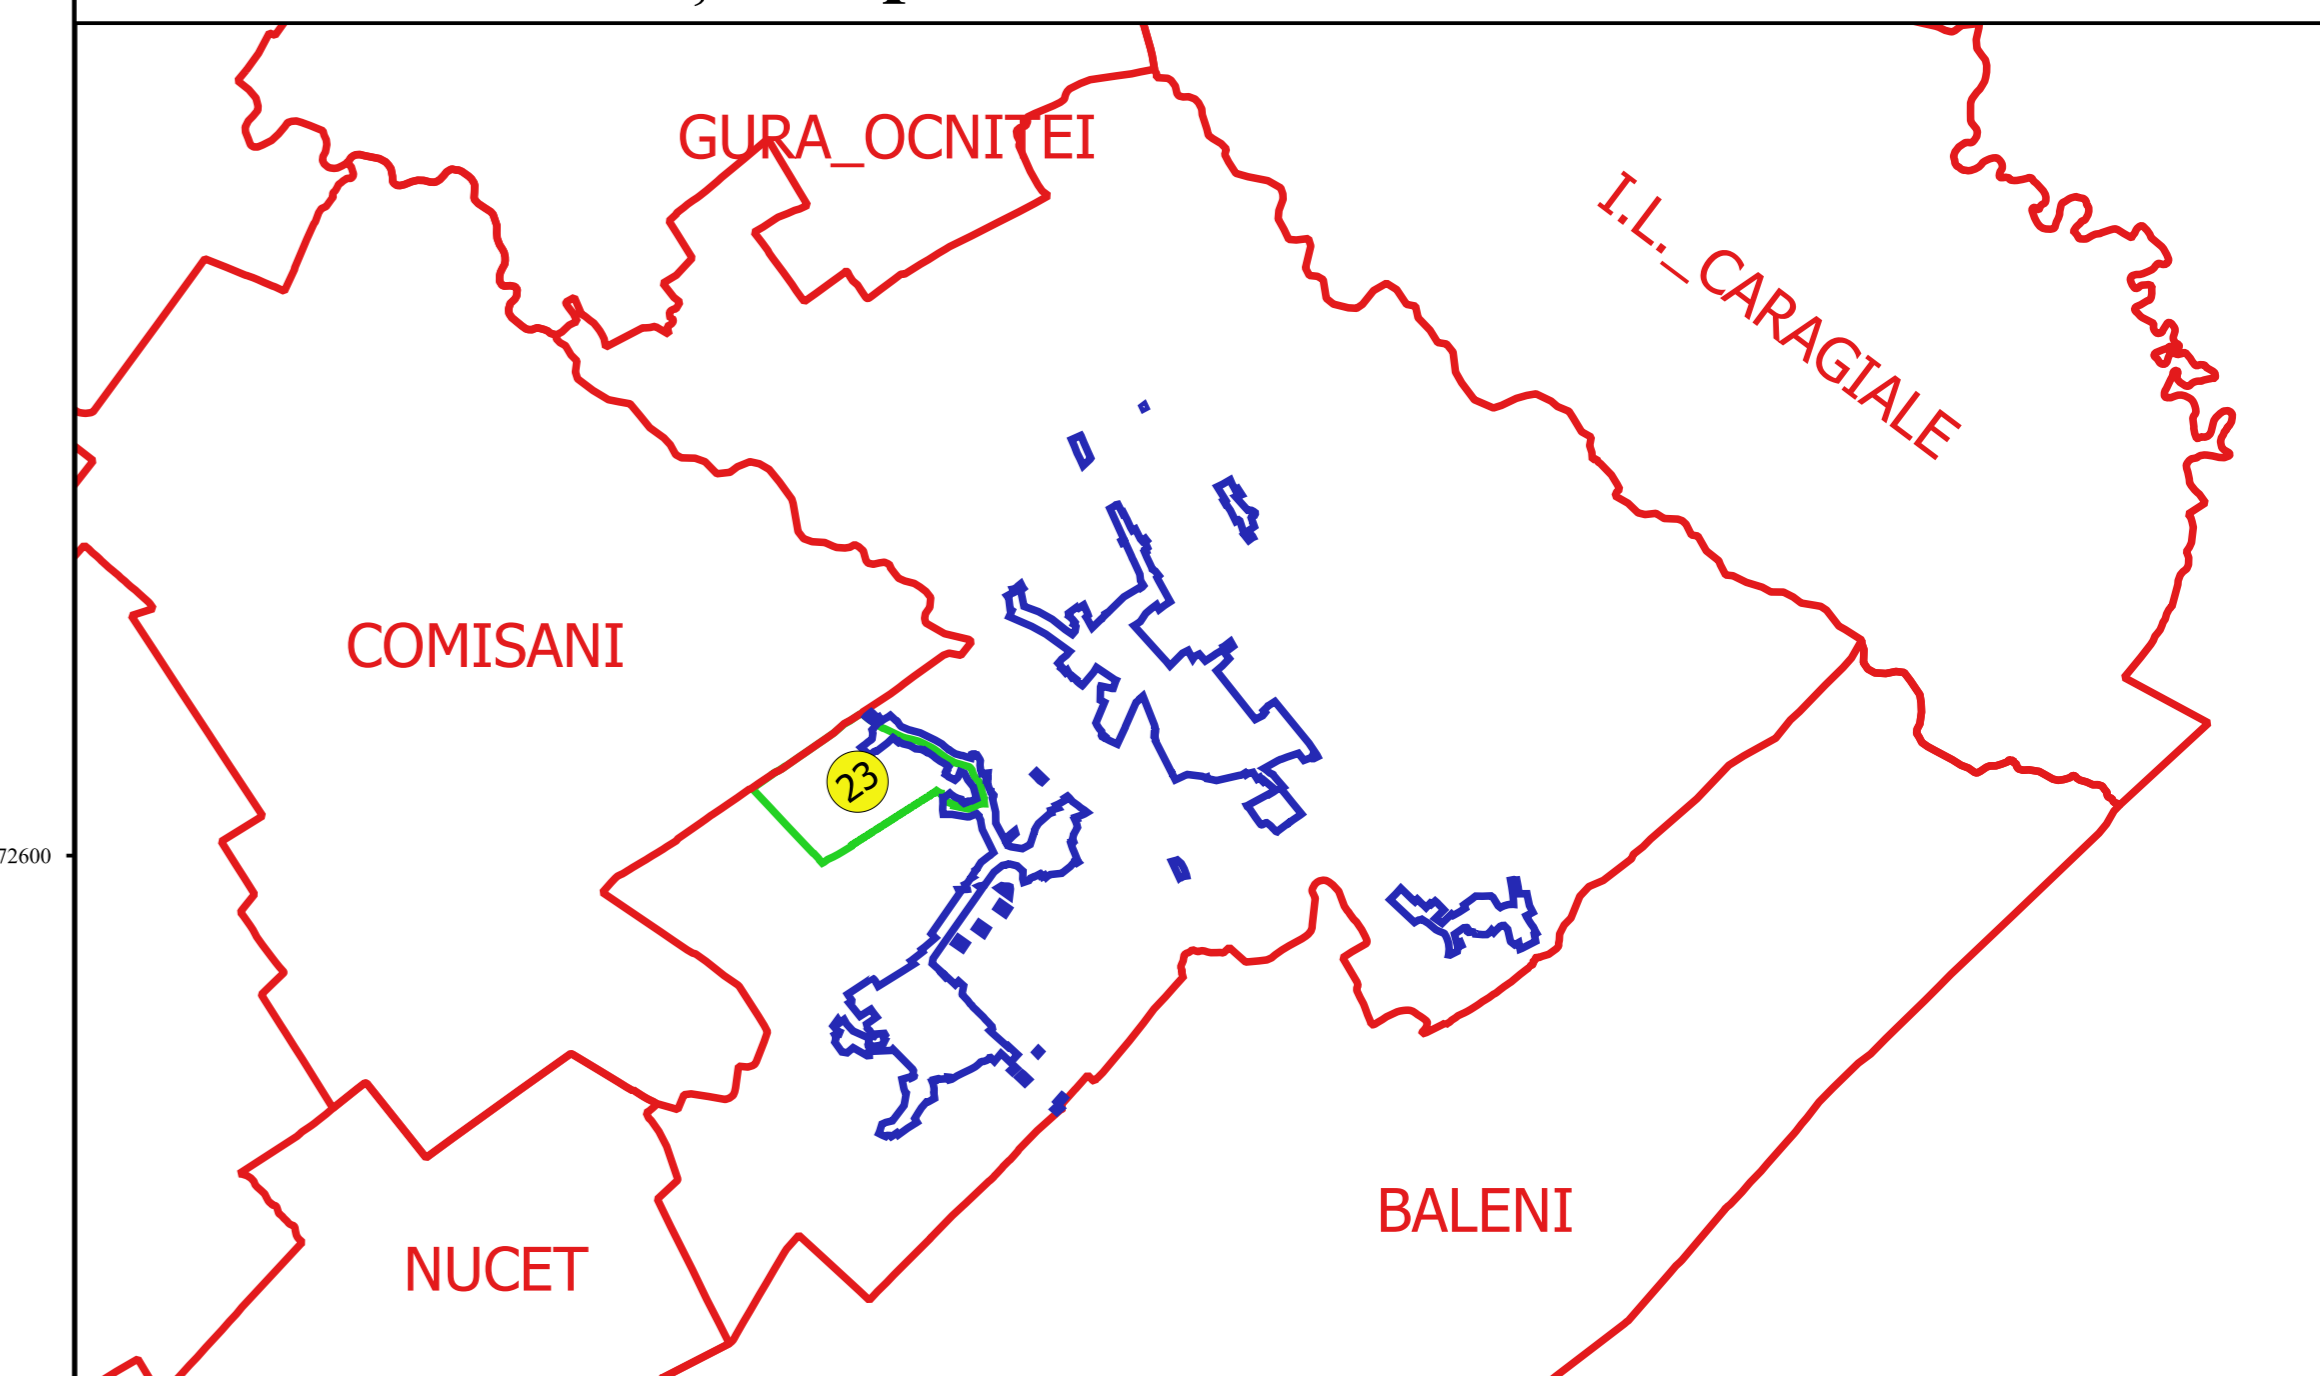 GURA_OCNITEI
I.L._CARAGIALE
COMISANI
23
72600
BALENI
NUCET